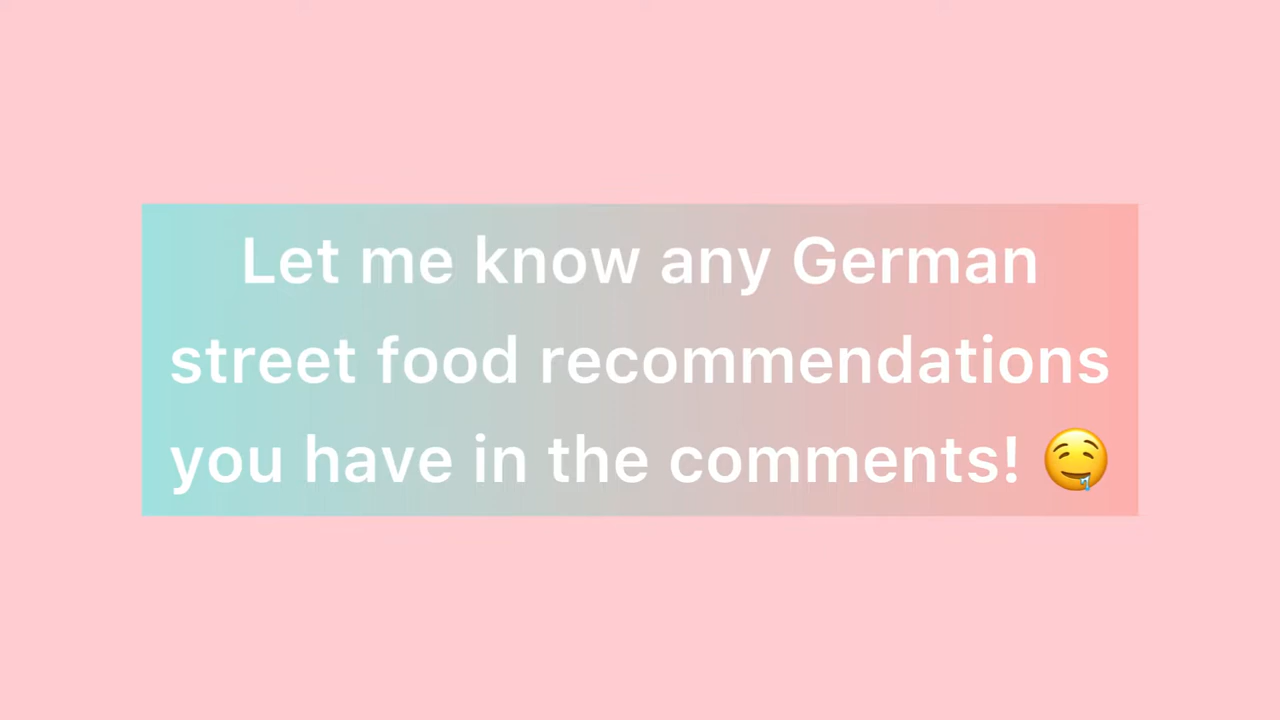 Let me know any German
street food recommendations
you have in the comments! 🤤